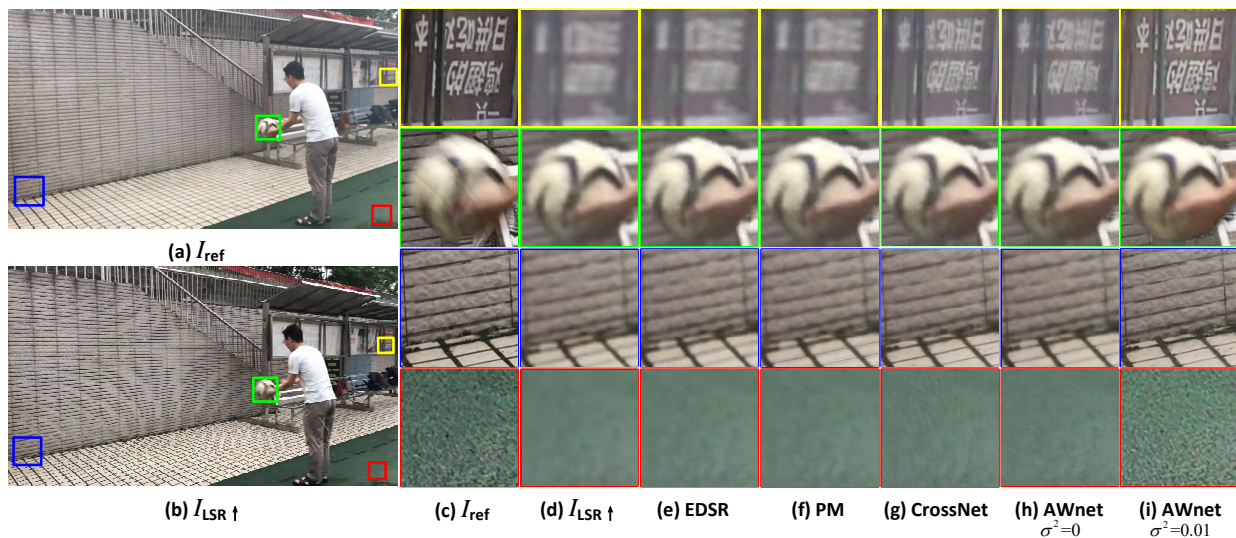 (a) I_ref
(b) I_LSR ↑
(c) I_ref
(d) I_LSR ↑
(e) EDSR
(f) PM
(g) CrossNet
(h) AWnet
σ²=0
(i) AWnet
σ²=0.01